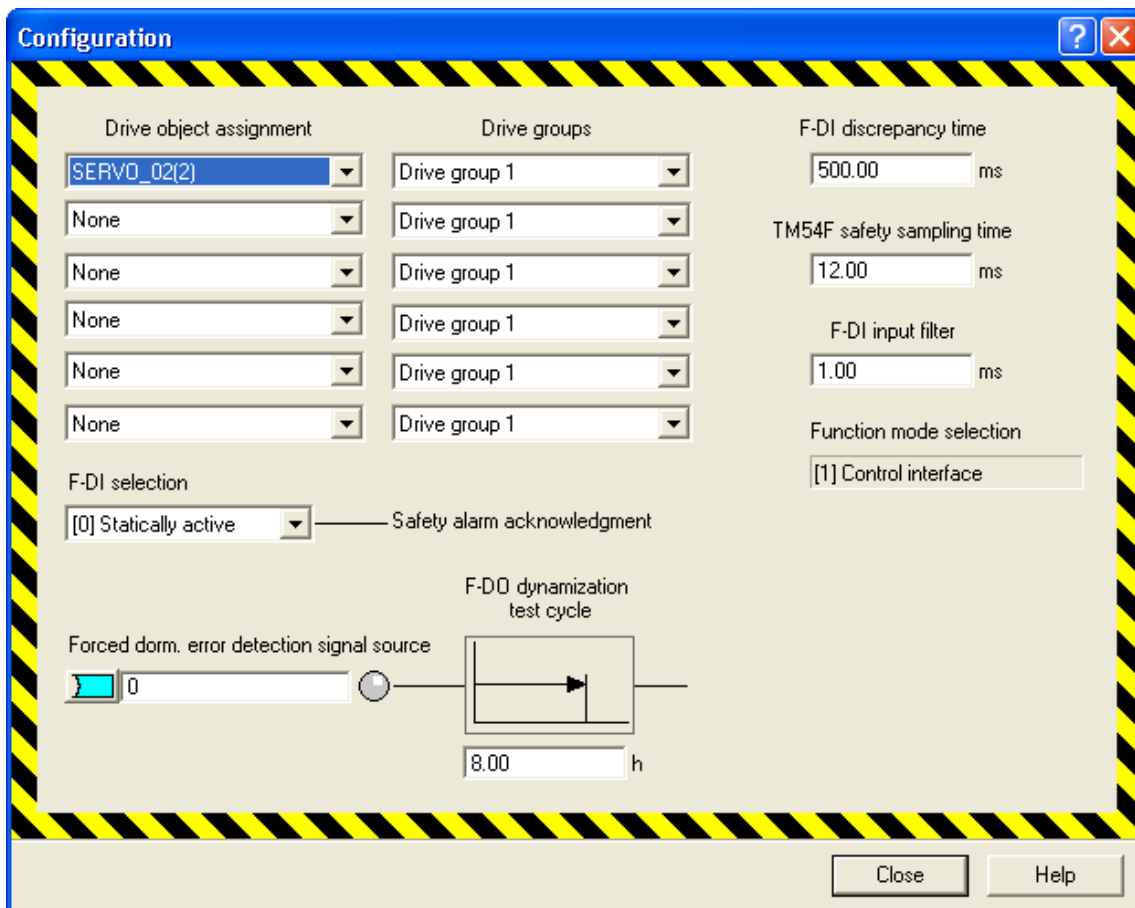 Configuration
Drive object assignment Drive groups F-DI discrepancy time
SERVO_02(2) Drive group 1 500.00 ms
None Drive group 1
TM54F safety sampling time
None Drive group 1 12.00 ms
None Drive group 1
F-DI input filter
None Drive group 1 1.00 ms
None Drive group 1
Function mode selection
[1] Control interface
F-DI selection
[0] Statically active Safety alarm acknowledgment
F-DO dynamization
test cycle
Forced dorm. error detection signal source
0
8.00 h
Close Help